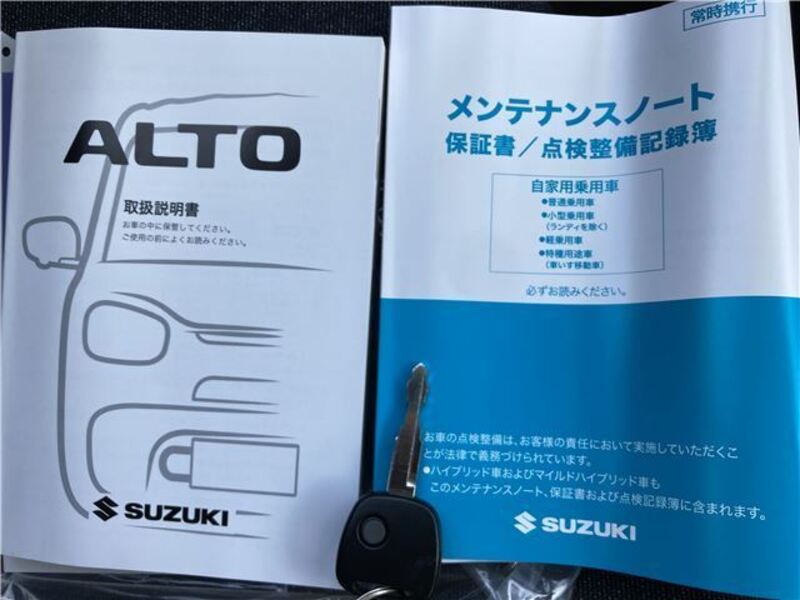 ALTO
取扱説明書
お車の中に保管してください。
ご使用の前によくお読みください。
SUZUKI
常時携行
メンテナンスノート
保証書／点検整備記録簿
自家用乗用車
●普通乗用車
●小型乗用車
（ランディを除く）
●軽乗用車
●特種用途車
（車いす移動車）
必ずお読みください。
お車の点検整備は、お客様の責任において実施していただくこ
とが法律で義務づけられています。
●ハイブリッド車およびマイルドハイブリッド車も
このメンテナンスノート、保証書および点検記録簿に含まれます。
SUZUKI